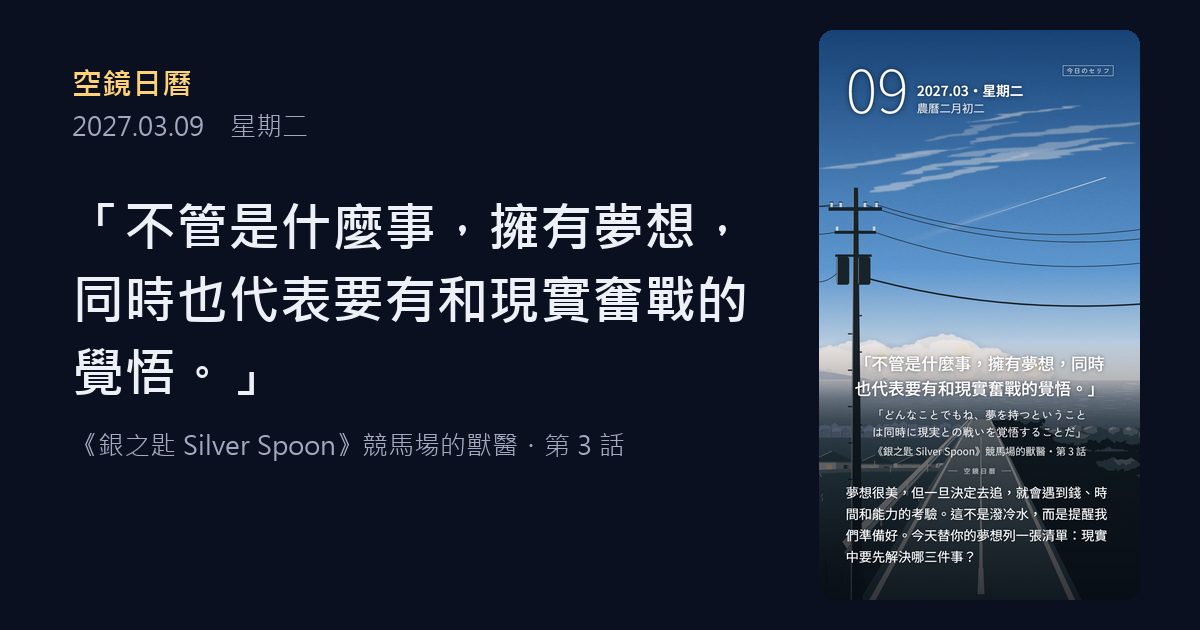 空鏡日曆
2027.03.09 星期二
「不管是什麼事，擁有夢想，
同時也代表要有和現實奮戰的
覺悟。」
《銀之匙 Silver Spoon》競馬場的獸醫．第 3 話
09
2027.03・星期二
農曆二月初二
今日のセリフ
「不管是什麼事，擁有夢想，同時
也代表要有和現實奮戰的覺悟。」
「どんなことでもね、夢を持つということ
は同時に現実との戦いを覚悟することだ」
《銀之匙 Silver Spoon》競馬場的獸醫・第 3 話
— 空鏡日曆 —
夢想很美，但一旦決定去追，就會遇到錢、時
間和能力的考驗。這不是潑冷水，而是提醒我
們準備好。今天替你的夢想列一張清單：現實
中要先解決哪三件事？